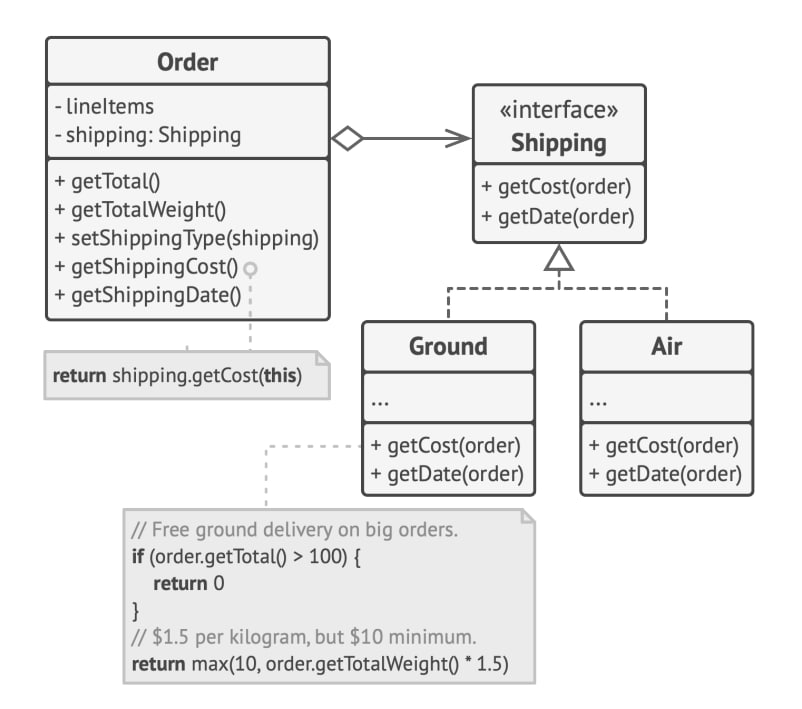 Order
- lineItems
- shipping: Shipping
+ getTotal()
+ getTotalWeight()
+ setShippingType(shipping)
+ getShippingCost()
+ getShippingDate()
return shipping.getCost(this)
«interface»
Shipping
+ getCost(order)
+ getDate(order)
Ground
...
+ getCost(order)
+ getDate(order)
Air
...
+ getCost(order)
+ getDate(order)
// Free ground delivery on big orders.
if (order.getTotal() > 100) {
return 0
}
// $1.5 per kilogram, but $10 minimum.
return max(10, order.getTotalWeight() * 1.5)